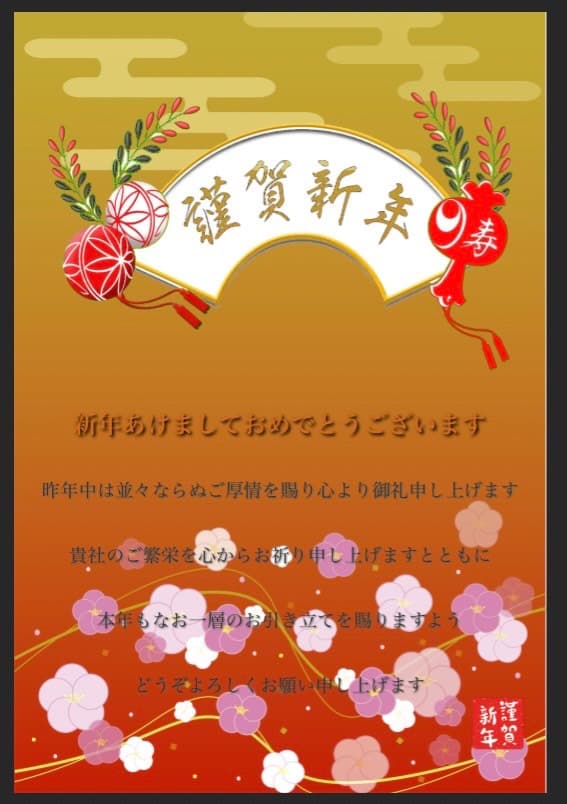 謹賀新年
寿
新年あけましておめでとうございます
昨年中は並々ならぬご厚情を賜り心より御礼申し上げます
貴社のご繁栄を心からお祈り申し上げますとともに
本年もなお一層のお引き立てを賜りますよう
どうぞよろしくお願い申し上げます
謹賀
新年